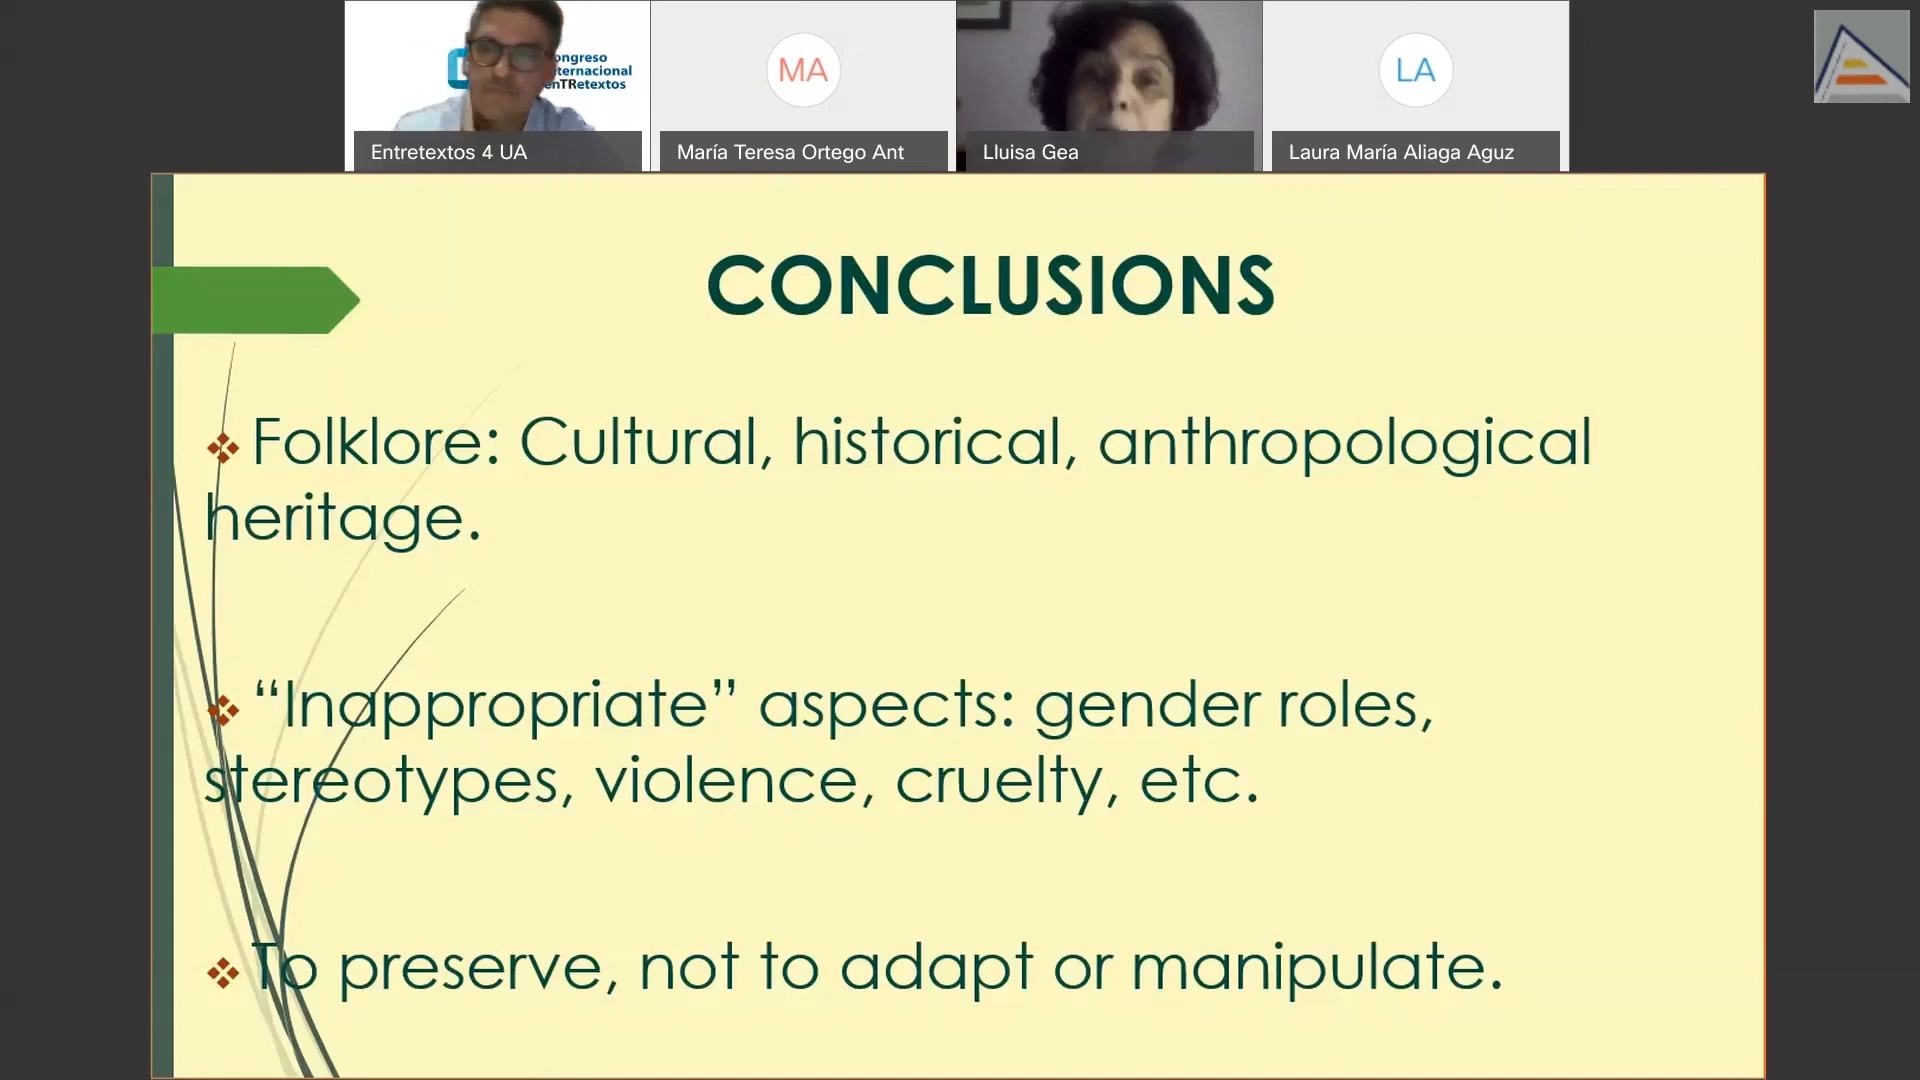 ongreso
nternacional
enTRetextos
MA
LA
Entretextos 4 UA
María Teresa Ortego Ant
Lluisa Gea
Laura María Aliaga Aguz
CONCLUSIONS
Folklore: Cultural, historical, anthropological
heritage.
“Inappropriate” aspects: gender roles,
stereotypes, violence, cruelty, etc.
To preserve, not to adapt or manipulate.